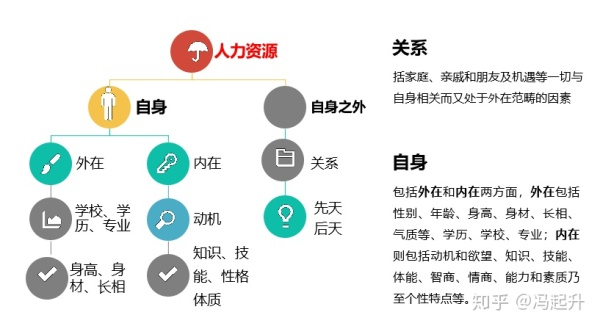 人力资源
自身
自身之外
外在
内在
关系
学校、学
历、专业
动机
先天
后天
身高、身
材、长相
知识、技
能、性格
体质
关系
括家庭、亲戚和朋友及机遇等一切与
自身相关而又处于外在范畴的因素
自身
包括外在和内在两方面，外在包括
性别、年龄、身高、身材、长相、
气质等、学历、学校、专业；内在
则包括动机和欲望、知识、技能、
体能、智商、情商、能力和素质乃
至个性特点等。
知乎 @冯起升